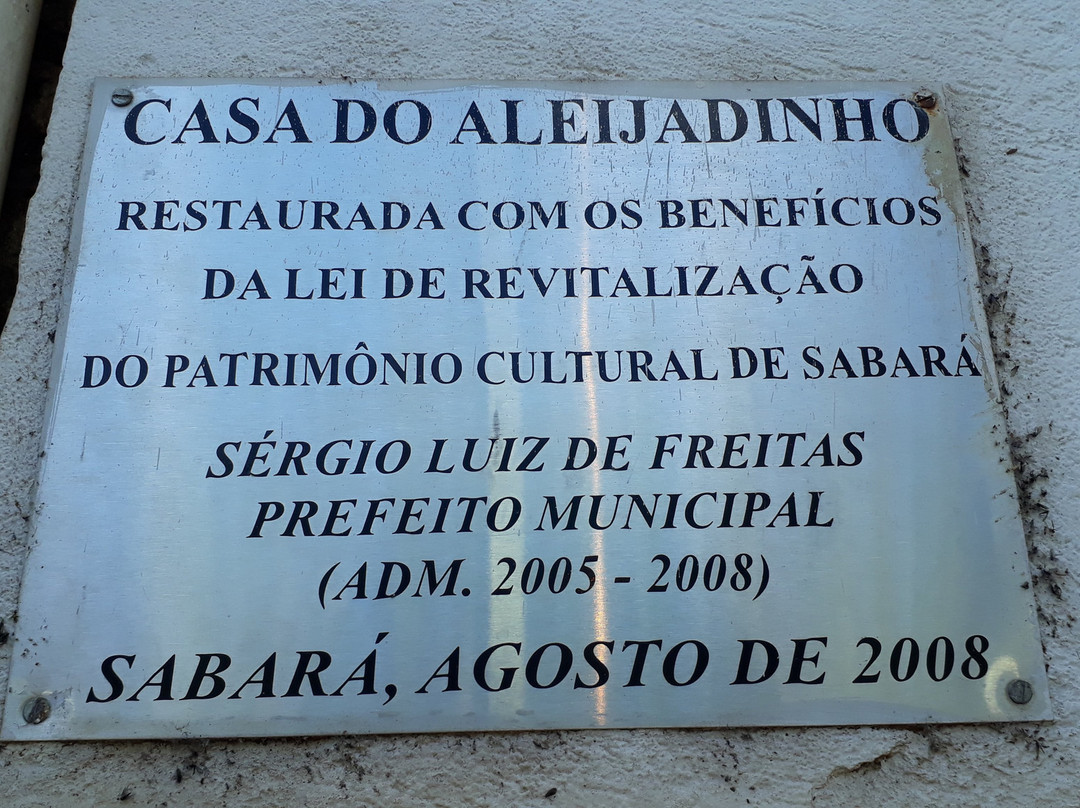 CASA DO ALEIJADINHO
RESTAURADA COM OS BENEFÍCIOS
DA LEI DE REVITALIZAÇÃO
DO PATRIMÔNIO CULTURAL DE SABARÁ
SÉRGIO LUIZ DE FREITAS
PREFEITO MUNICIPAL
(ADM. 2005 - 2008)
SABARÁ, AGOSTO DE 2008